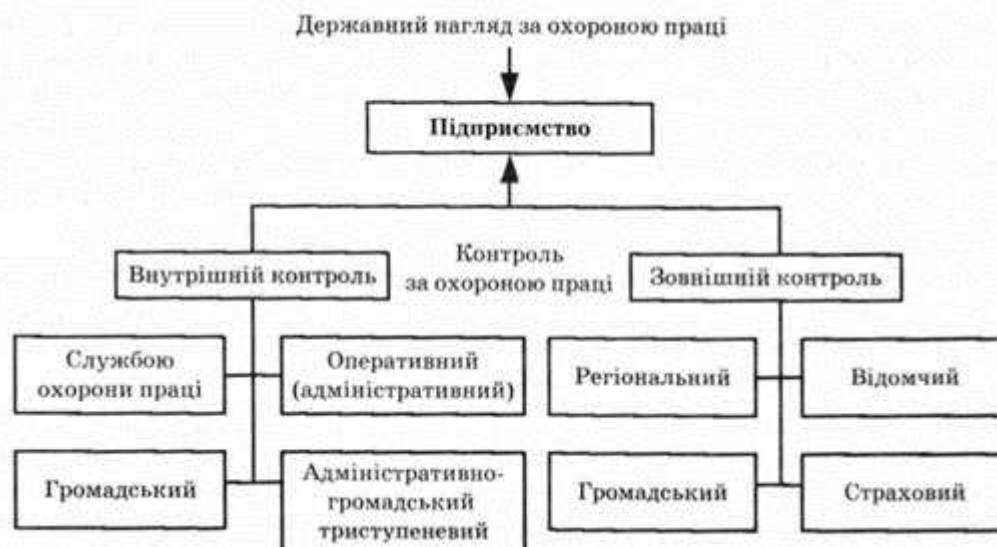 Державний нагляд за охороною праці
Підприємство
Контроль
за охороною праці
Внутрішній контроль
Зовнішній контроль
Службою
охорони праці
Оперативний
(адміністративний)
Регіональний
Відомчий
Громадський
Адміністративно-
громадський
триступеневий
Громадський
Страховий